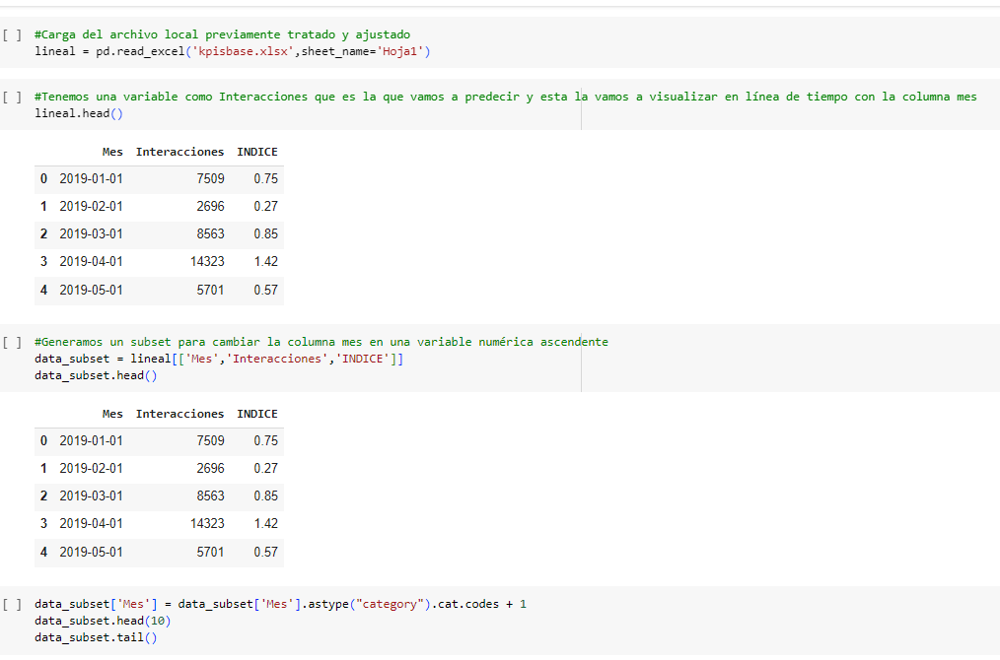 [ ] #Carga del archivo local previamente tratado y ajustado
lineal = pd.read_excel('kpisbase.xlsx',sheet_name='Hoja1')
[ ] #Tenemos una variable como Interacciones que es la que vamos a predecir y esta la vamos a visualizar en línea de tiempo con la columna mes
lineal.head()
Mes Interacciones INDICE
0 2019-01-01 7509 0.75
1 2019-02-01 2696 0.27
2 2019-03-01 8563 0.85
3 2019-04-01 14323 1.42
4 2019-05-01 5701 0.57
[ ] #Generamos un subset para cambiar la columna mes en una variable numérica ascendente
data_subset = lineal[['Mes','Interacciones','INDICE']]
data_subset.head()
Mes Interacciones INDICE
0 2019-01-01 7509 0.75
1 2019-02-01 2696 0.27
2 2019-03-01 8563 0.85
3 2019-04-01 14323 1.42
4 2019-05-01 5701 0.57
[ ] data_subset['Mes'] = data_subset['Mes'].astype("category").cat.codes + 1
data_subset.head(10)
data_subset.tail()